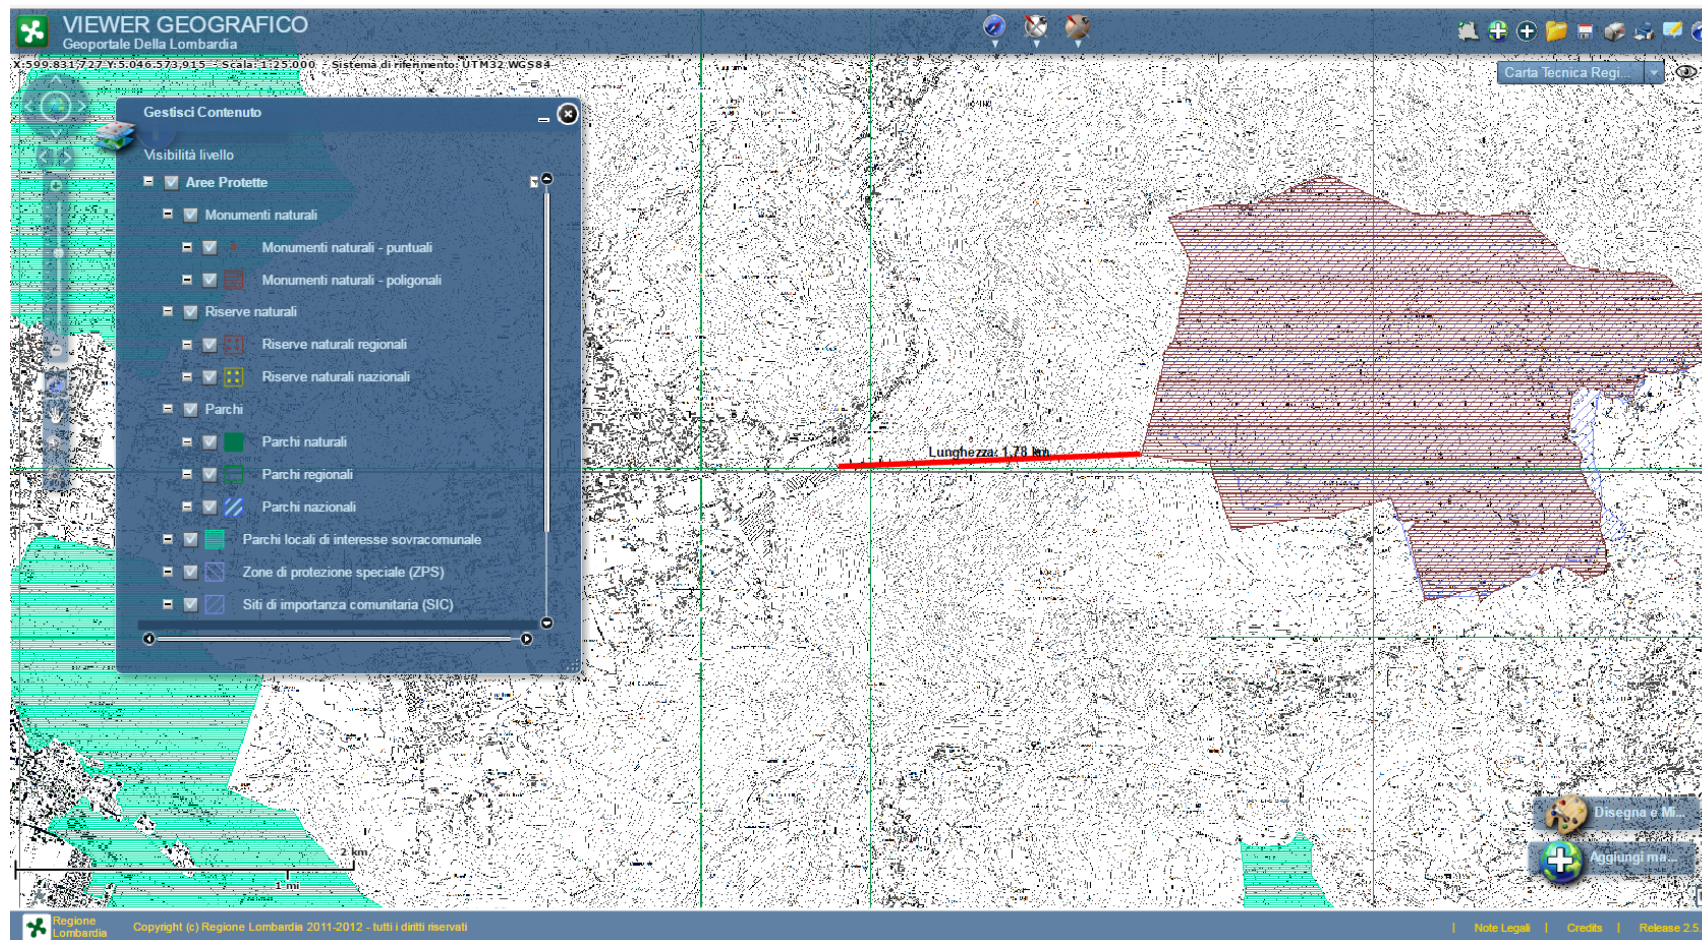 VIEWER GEOGRAFICO
Geoportale Della Lombardia
X:599.831,727 Y:5.046.573,915 - Scala: 1:25.000 - Sistema di riferimento: UTM32 WGS84
Carta Tecnica Regi...
Gestisci Contenuto
Visibilità livello
Aree Protette
Monumenti naturali
Monumenti naturali - puntuali
Monumenti naturali - poligonali
Riserve naturali
Riserve naturali regionali
Riserve naturali nazionali
Parchi
Parchi naturali
Parchi regionali
Parchi nazionali
Parchi locali di interesse sovracomunale
Zone di protezione speciale (ZPS)
Siti di importanza comunitaria (SIC)
Lunghezza: 1,78 km
2 km
1 mi
Disegna e Mi...
Aggiungi ma...
Regione
Lombardia
Copyright (c) Regione Lombardia 2011-2012 - tutti i diritti riservati
| Note Legali | Credits | Release 2.5